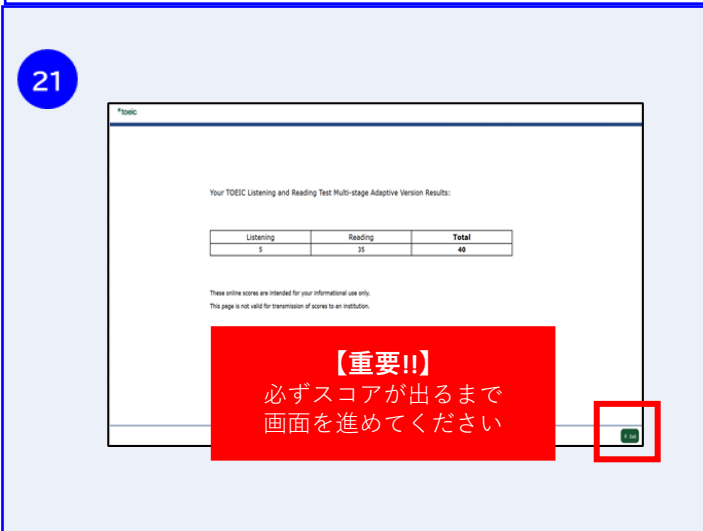 21
toeic
Your TOEIC Listening and Reading Test Multi-stage Adaptive Version Results:
Listening Reading Total
5 35 40
These online scores are intended for your informational use only.
This page is not valid for transmission of scores to an institution.
【重要!!】
必ずスコアが出るまで
画面を進めてください
Exit